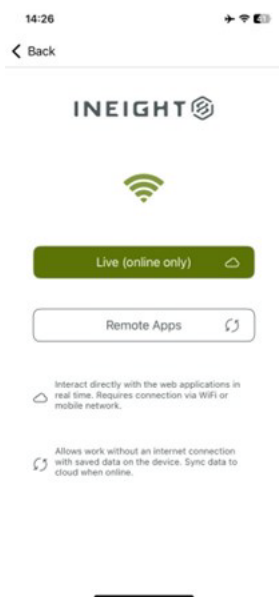 14:26
Back
INEIGHT
Live (online only)
Remote Apps
Interact directly with the web applications in
real time. Requires connection via WiFi or
mobile network.
Allows work without an internet connection
with saved data on the device. Sync data to
cloud when online.